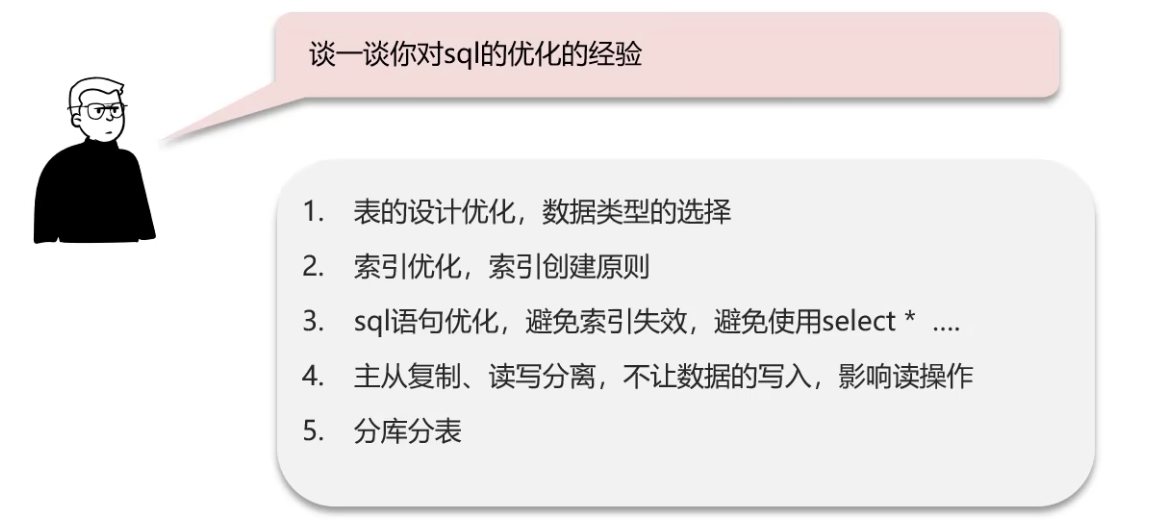 谈一谈你对sql的优化的经验
1. 表的设计优化，数据类型的选择
2. 索引优化，索引创建原则
3. sql语句优化，避免索引失效，避免使用select * ….
4. 主从复制、读写分离，不让数据的写入，影响读操作
5. 分库分表